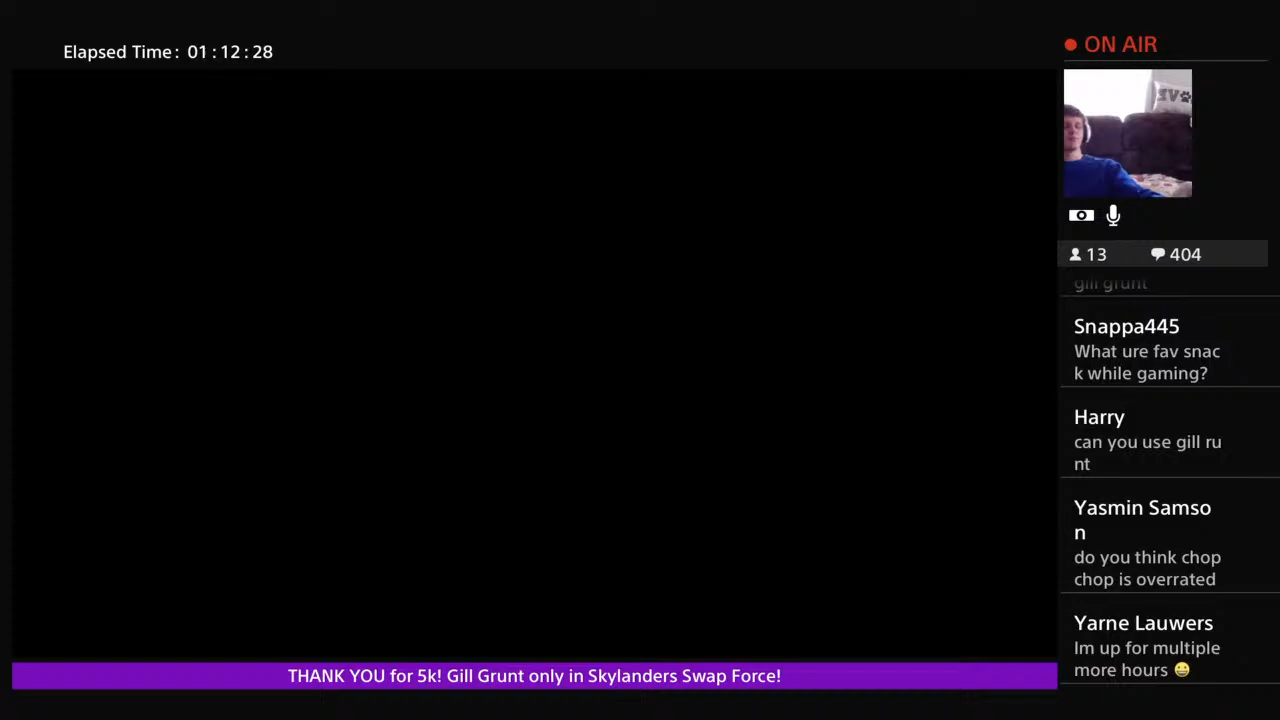 Elapsed Time: 01:12:28
ON AIR
13 404
gill grunt
Snappa445
What ure fav snac
k while gaming?
Harry
can you use gill ru
nt
Yasmin Samso
n
do you think chop
chop is overrated
Yarne Lauwers
Im up for multiple
more hours 😀
THANK YOU for 5k! Gill Grunt only in Skylanders Swap Force!